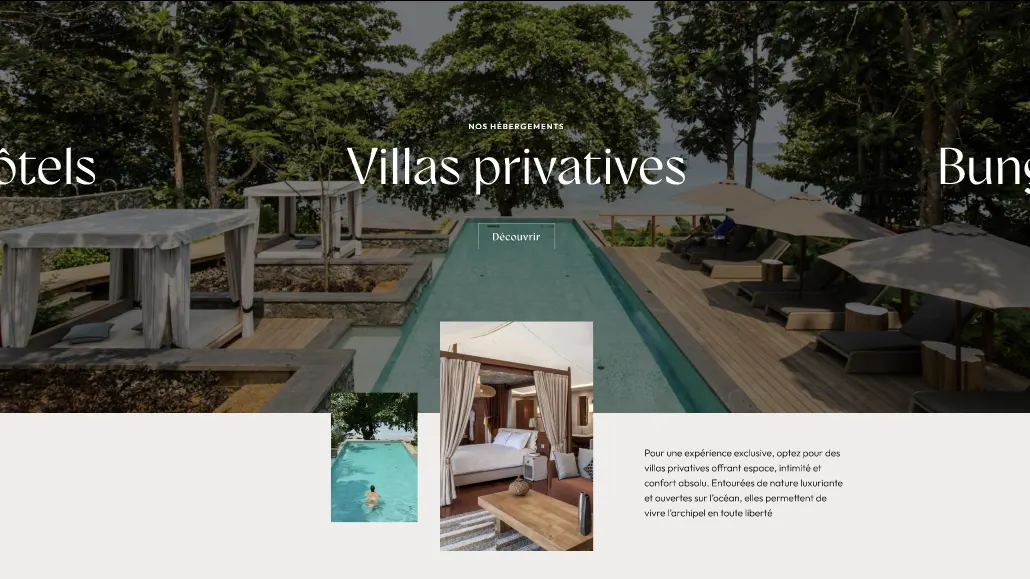 NOS HÉBERGEMENTS
ôtels
Villas privatives
Bung
Découvrir
Pour une expérience exclusive, optez pour des
villas privatives offrant espace, intimité et
confort absolu. Entourées de nature luxuriante
et ouvertes sur l'océan, elles permettent de
vivre l'archipel en toute liberté